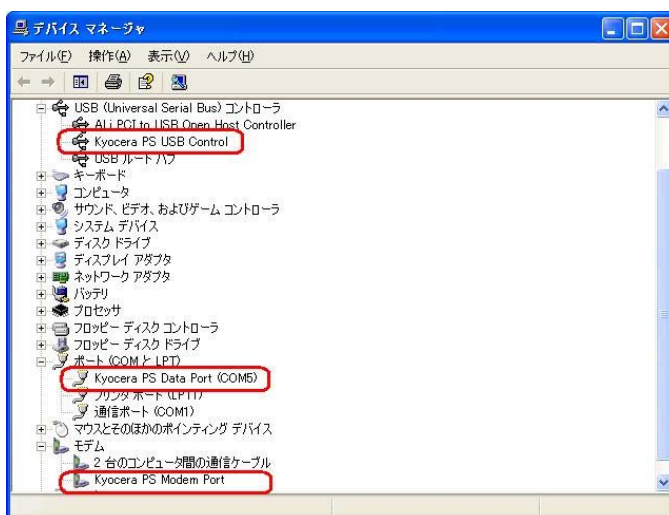 デバイス マネージャ
ファイル(F) 操作(A) 表示(V) ヘルプ(H)
USB (Universal Serial Bus) コントローラ
ALi PCI to USB Open Host Controller
Kyocera PS USB Control
USB ルート ハブ
キーボード
コンピュータ
サウンド、ビデオ、およびゲーム コントローラ
システム デバイス
ディスク ドライブ
ディスプレイ アダプタ
ネットワーク アダプタ
バッテリ
プロセッサ
フロッピー ディスク コントローラ
フロッピー ディスク ドライブ
ポート (COM と LPT)
Kyocera PS Data Port (COM5)
プリンタ ポート (LPT1)
通信ポート (COM1)
マウスとそのほかのポインティング デバイス
モデム
2 台のコンピュータ間の通信ケーブル
Kyocera PS Modem Port